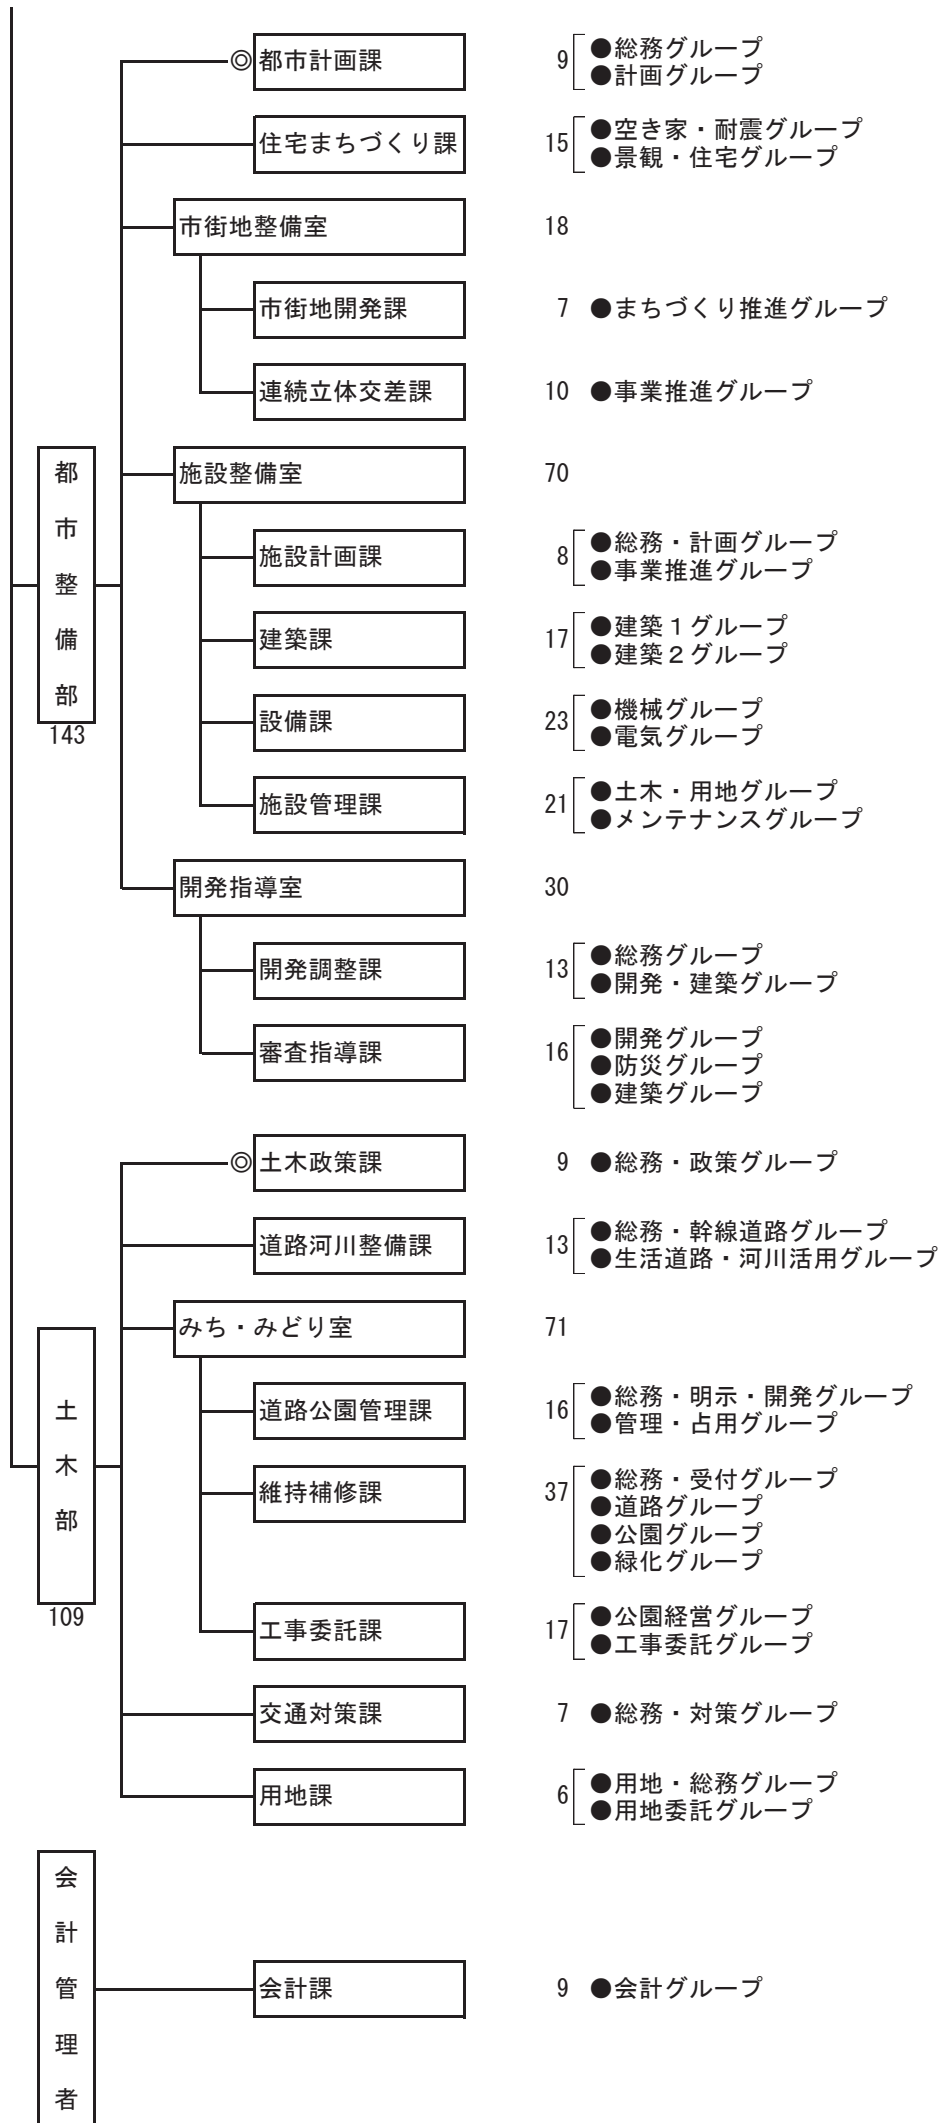 ◎都市計画課 9 ●総務グループ
●計画グループ
住宅まちづくり課 15 ●空き家・耐震グループ
●景観・住宅グループ
市街地整備室 18
市街地開発課 7 ●まちづくり推進グループ
連続立体交差課 10 ●事業推進グループ
都市整備部
143
施設整備室 70
施設計画課 8 ●総務・計画グループ
●事業推進グループ
建築課 17 ●建築1グループ
●建築2グループ
設備課 23 ●機械グループ
●電気グループ
施設管理課 21 ●土木・用地グループ
●メンテナンスグループ
開発指導室 30
開発調整課 13 ●総務グループ
●開発・建築グループ
審査指導課 16 ●開発グループ
●防災グループ
●建築グループ
◎土木政策課 9 ●総務・政策グループ
道路河川整備課 13 ●総務・幹線道路グループ
●生活道路・河川活用グループ
みち・みどり室 71
土木部
109
道路公園管理課 16 ●総務・明示・開発グループ
●管理・占用グループ
維持補修課 37 ●総務・受付グループ
●道路グループ
●公園グループ
●緑化グループ
工事委託課 17 ●公園経営グループ
●工事委託グループ
交通対策課 7 ●総務・対策グループ
用地課 6 ●用地・総務グループ
●用地委託グループ
会計管理者
会計課 9 ●会計グループ